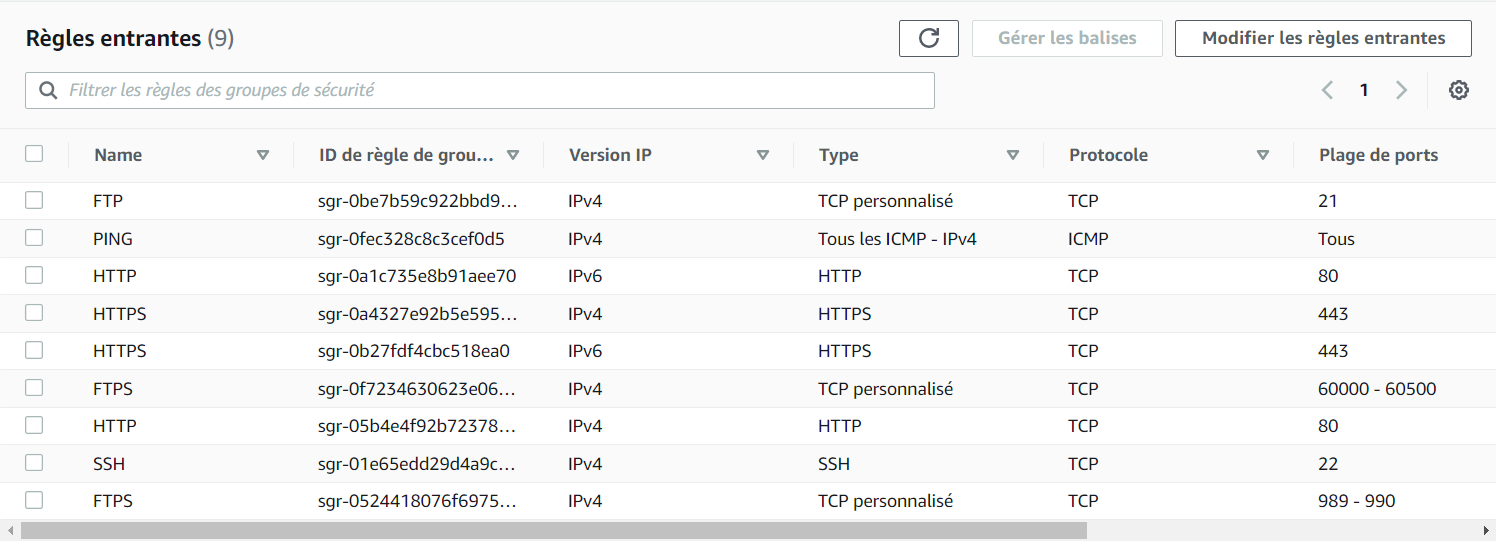 Règles entrantes (9)
Gérer les balises
Modifier les règles entrantes
Filtrer les règles des groupes de sécurité
1
Name ID de règle de grou... Version IP Type Protocole Plage de ports
FTP sgr-0be7b59c922bbd9... IPv4 TCP personnalisé TCP 21
PING sgr-0fec328c8c3cef0d5 IPv4 Tous les ICMP - IPv4 ICMP Tous
HTTP sgr-0a1c735e8b91aee70 IPv6 HTTP TCP 80
HTTPS sgr-0a4327e92b5e595... IPv4 HTTPS TCP 443
HTTPS sgr-0b27fdf4cbc518ea0 IPv6 HTTPS TCP 443
FTPS sgr-0f7234630623e06... IPv4 TCP personnalisé TCP 60000 - 60500
HTTP sgr-05b4e4f92b72378... IPv4 HTTP TCP 80
SSH sgr-01e65edd29d4a9c... IPv4 SSH TCP 22
FTPS sgr-0524418076f6975... IPv4 TCP personnalisé TCP 989 - 990